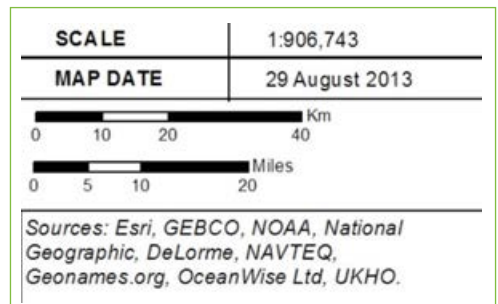 SCALE 1:906,743
MAP DATE 29 August 2013
Km
0 10 20 40
Miles
0 5 10 20
Sources: Esri, GEBCO, NOAA, National
Geographic, DeLorme, NAVTEQ,
Geonames.org, OceanWise Ltd, UKHO.